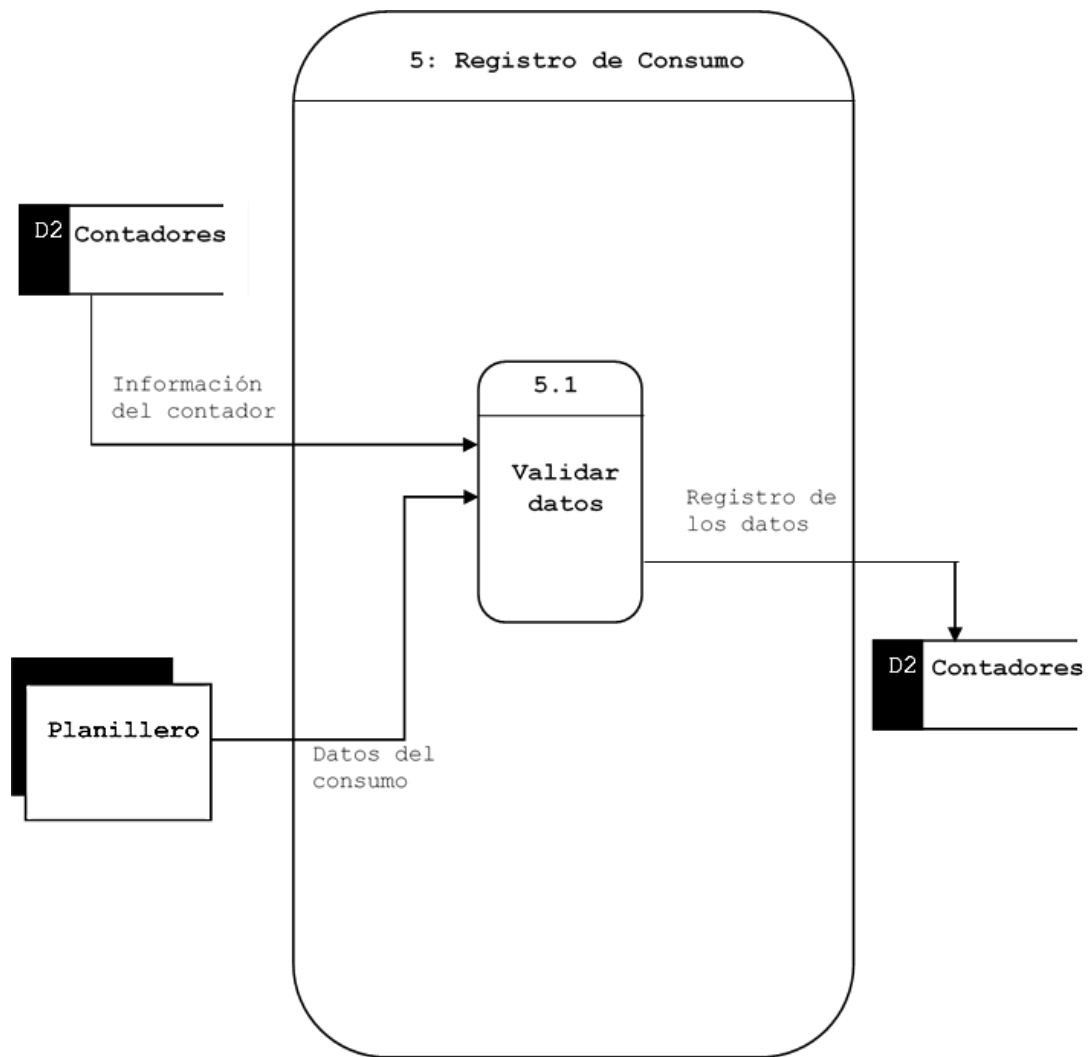 5: Registro de Consumo
D2 Contadores
Información
del contador
5.1
Validar
datos
Registro de
los datos
D2 Contadores
Planillero
Datos del
consumo